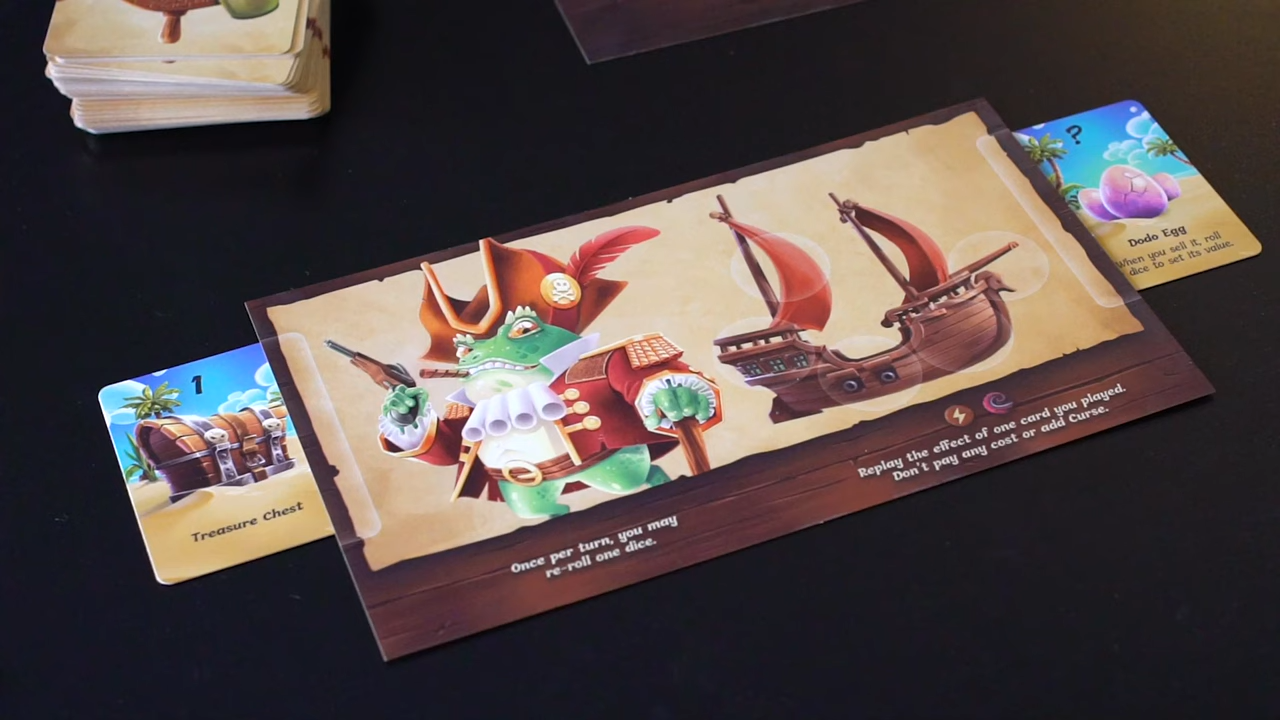 1
Treasure Chest
Once per turn, you may
re-roll one dice.
Replay the effect of one card you played.
Don't pay any cost or add Curse.
?
Dodo Egg
When you sell it, roll
dice to set its value.